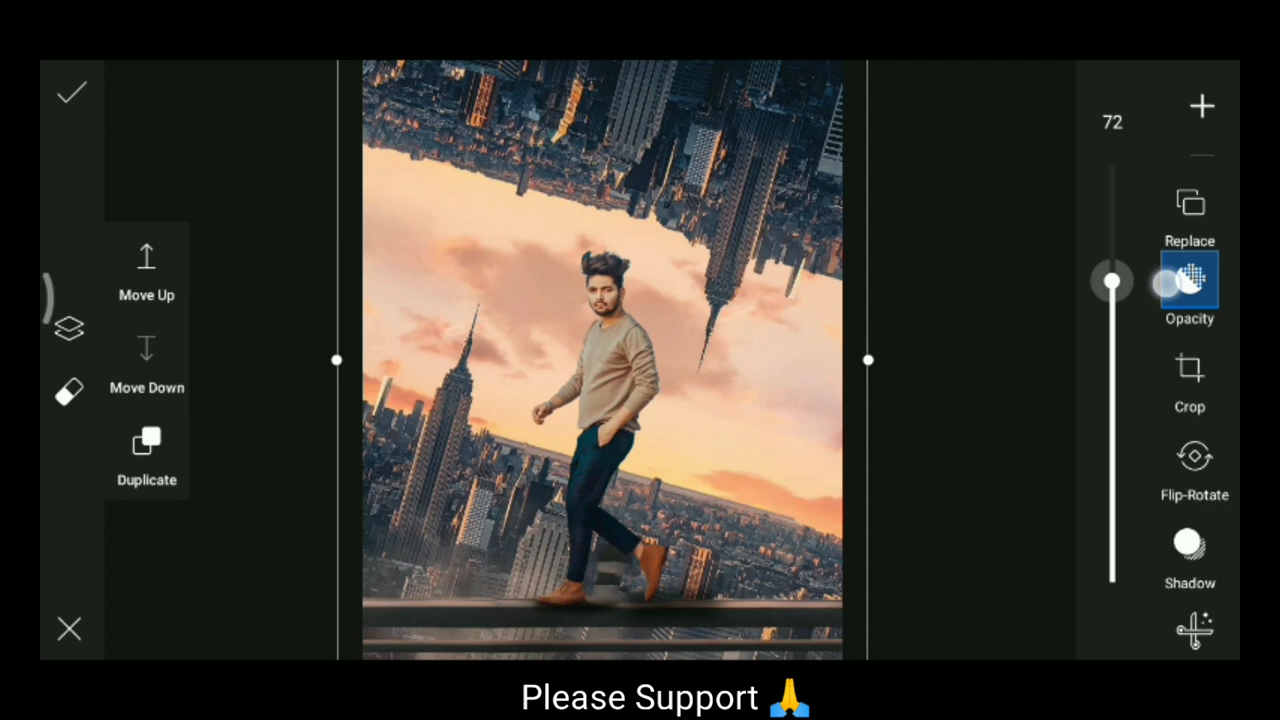 72
Replace
Opacity
Crop
Flip-Rotate
Shadow
Move Up
Move Down
Duplicate
Please Support 🙏